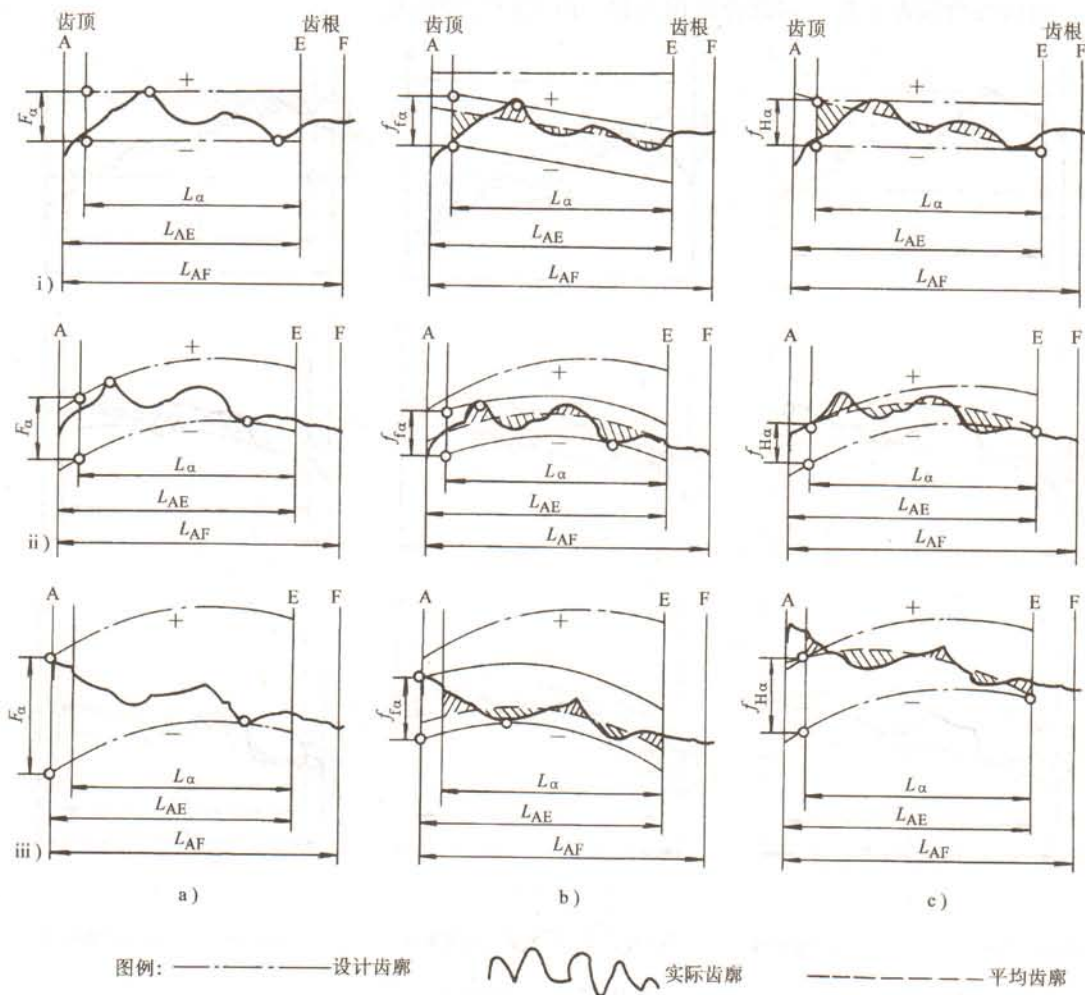 齿顶 齿根 齿顶 齿根 齿顶 齿根
A E F A E F A E F
+ + +
Fα ffα fHα
− − −
Lα Lα Lα
LAE LAE LAE
LAF LAF LAF
i)
A E F A E F A E F
+ + +
Fα ffα fHα
− − −
Lα Lα Lα
LAE LAE LAE
LAF LAF LAF
ii)
A E F A E F A E F
+ + +
Fα ffα fHα
− − −
Lα Lα Lα
LAE LAE LAE
LAF LAF LAF
iii)
a) b) c)
图例: 设计齿廓 实际齿廓 平均齿廓